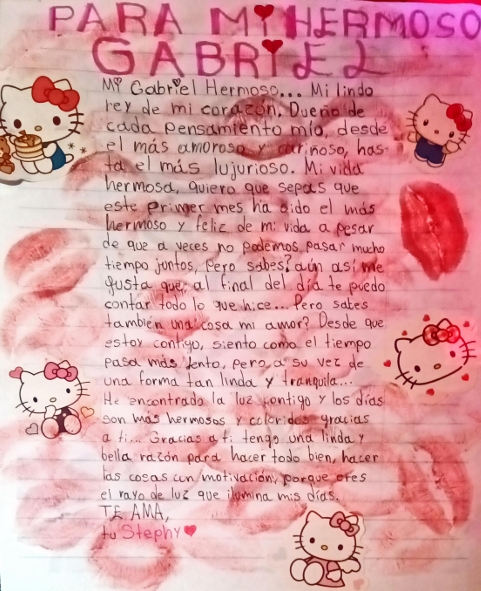 PARA Mi HERMOSO
GABRiEL
Mi Gabriel Hermoso... Mi lindo
rey de mi corazón. Dueño de
cada pensamiento mío, desde
el más amoroso y cariñoso, has-
ta el más lujurioso. Mi vida
hermosa, quiero que sepas que
este primer mes ha sido el más
hermoso y feliz de mi vida a pesar
de que a veces no podemos pasar mucho
tiempo juntos, pero sabes? aún así me
gusta que al final del día te puedo
contar todo lo que hice... Pero sabes
también una cosa mi amor? Desde que
estoy contigo, siento como el tiempo
pasa más lento, pero a su vez de
una forma tan linda y tranquila...
He encontrado la luz contigo y los días
son más hermosos y coloridos gracias
a ti... Gracias a ti tengo una linda y
bella razón para hacer todo bien, hacer
las cosas con motivación, porque eres
el rayo de luz que ilumina mis días.
TE AMA,
tu Stephy